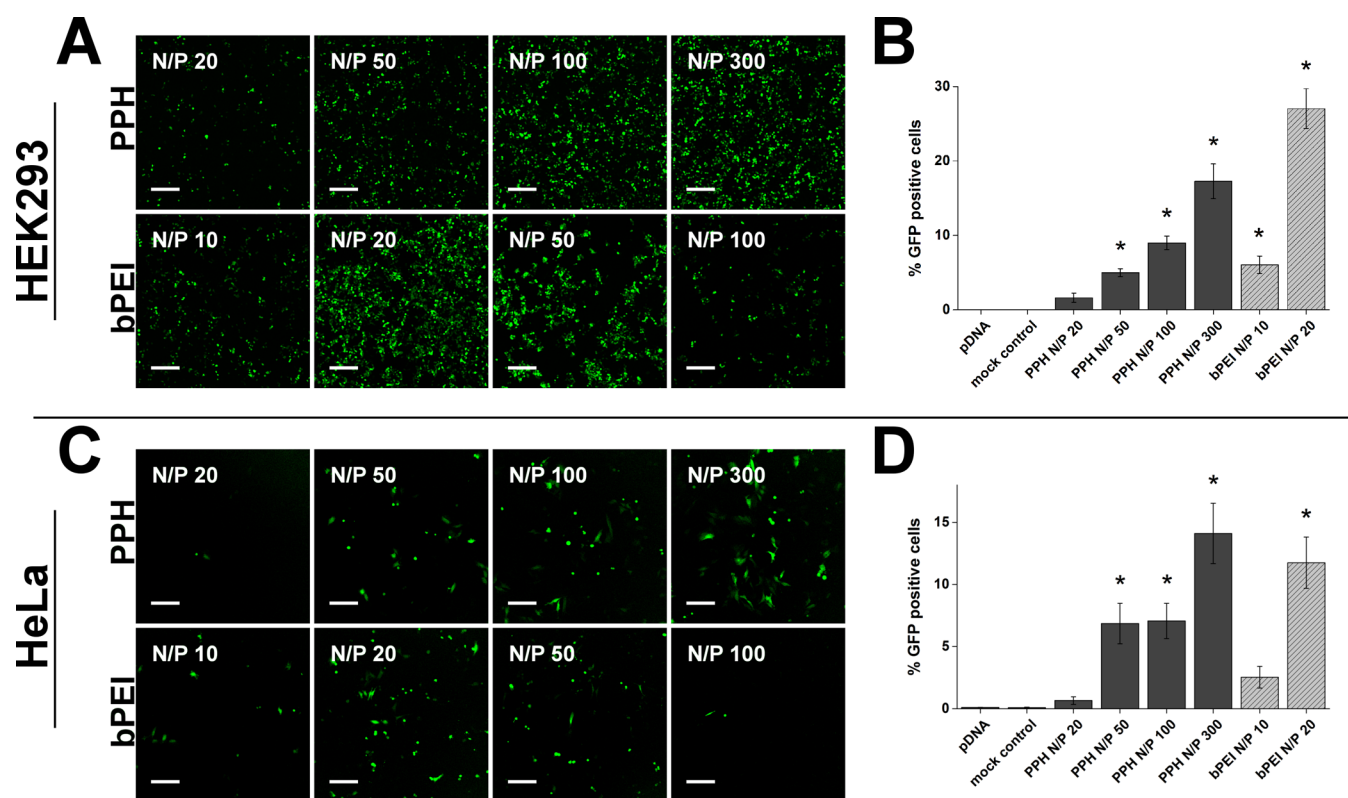 A
HEK293
PPH
N/P 20
N/P 50
N/P 100
N/P 300
bPEI
N/P 10
N/P 20
N/P 50
N/P 100
B
% GFP positive cells
30
20
10
0
*
*
*
*
*
pDNA
mock control
PPH N/P 20
PPH N/P 50
PPH N/P 100
PPH N/P 300
bPEI N/P 10
bPEI N/P 20
C
HeLa
PPH
N/P 20
N/P 50
N/P 100
N/P 300
bPEI
N/P 10
N/P 20
N/P 50
N/P 100
D
% GFP positive cells
15
10
5
0
*
*
*
*
pDNA
mock control
PPH N/P 20
PPH N/P 50
PPH N/P 100
PPH N/P 300
bPEI N/P 10
bPEI N/P 20